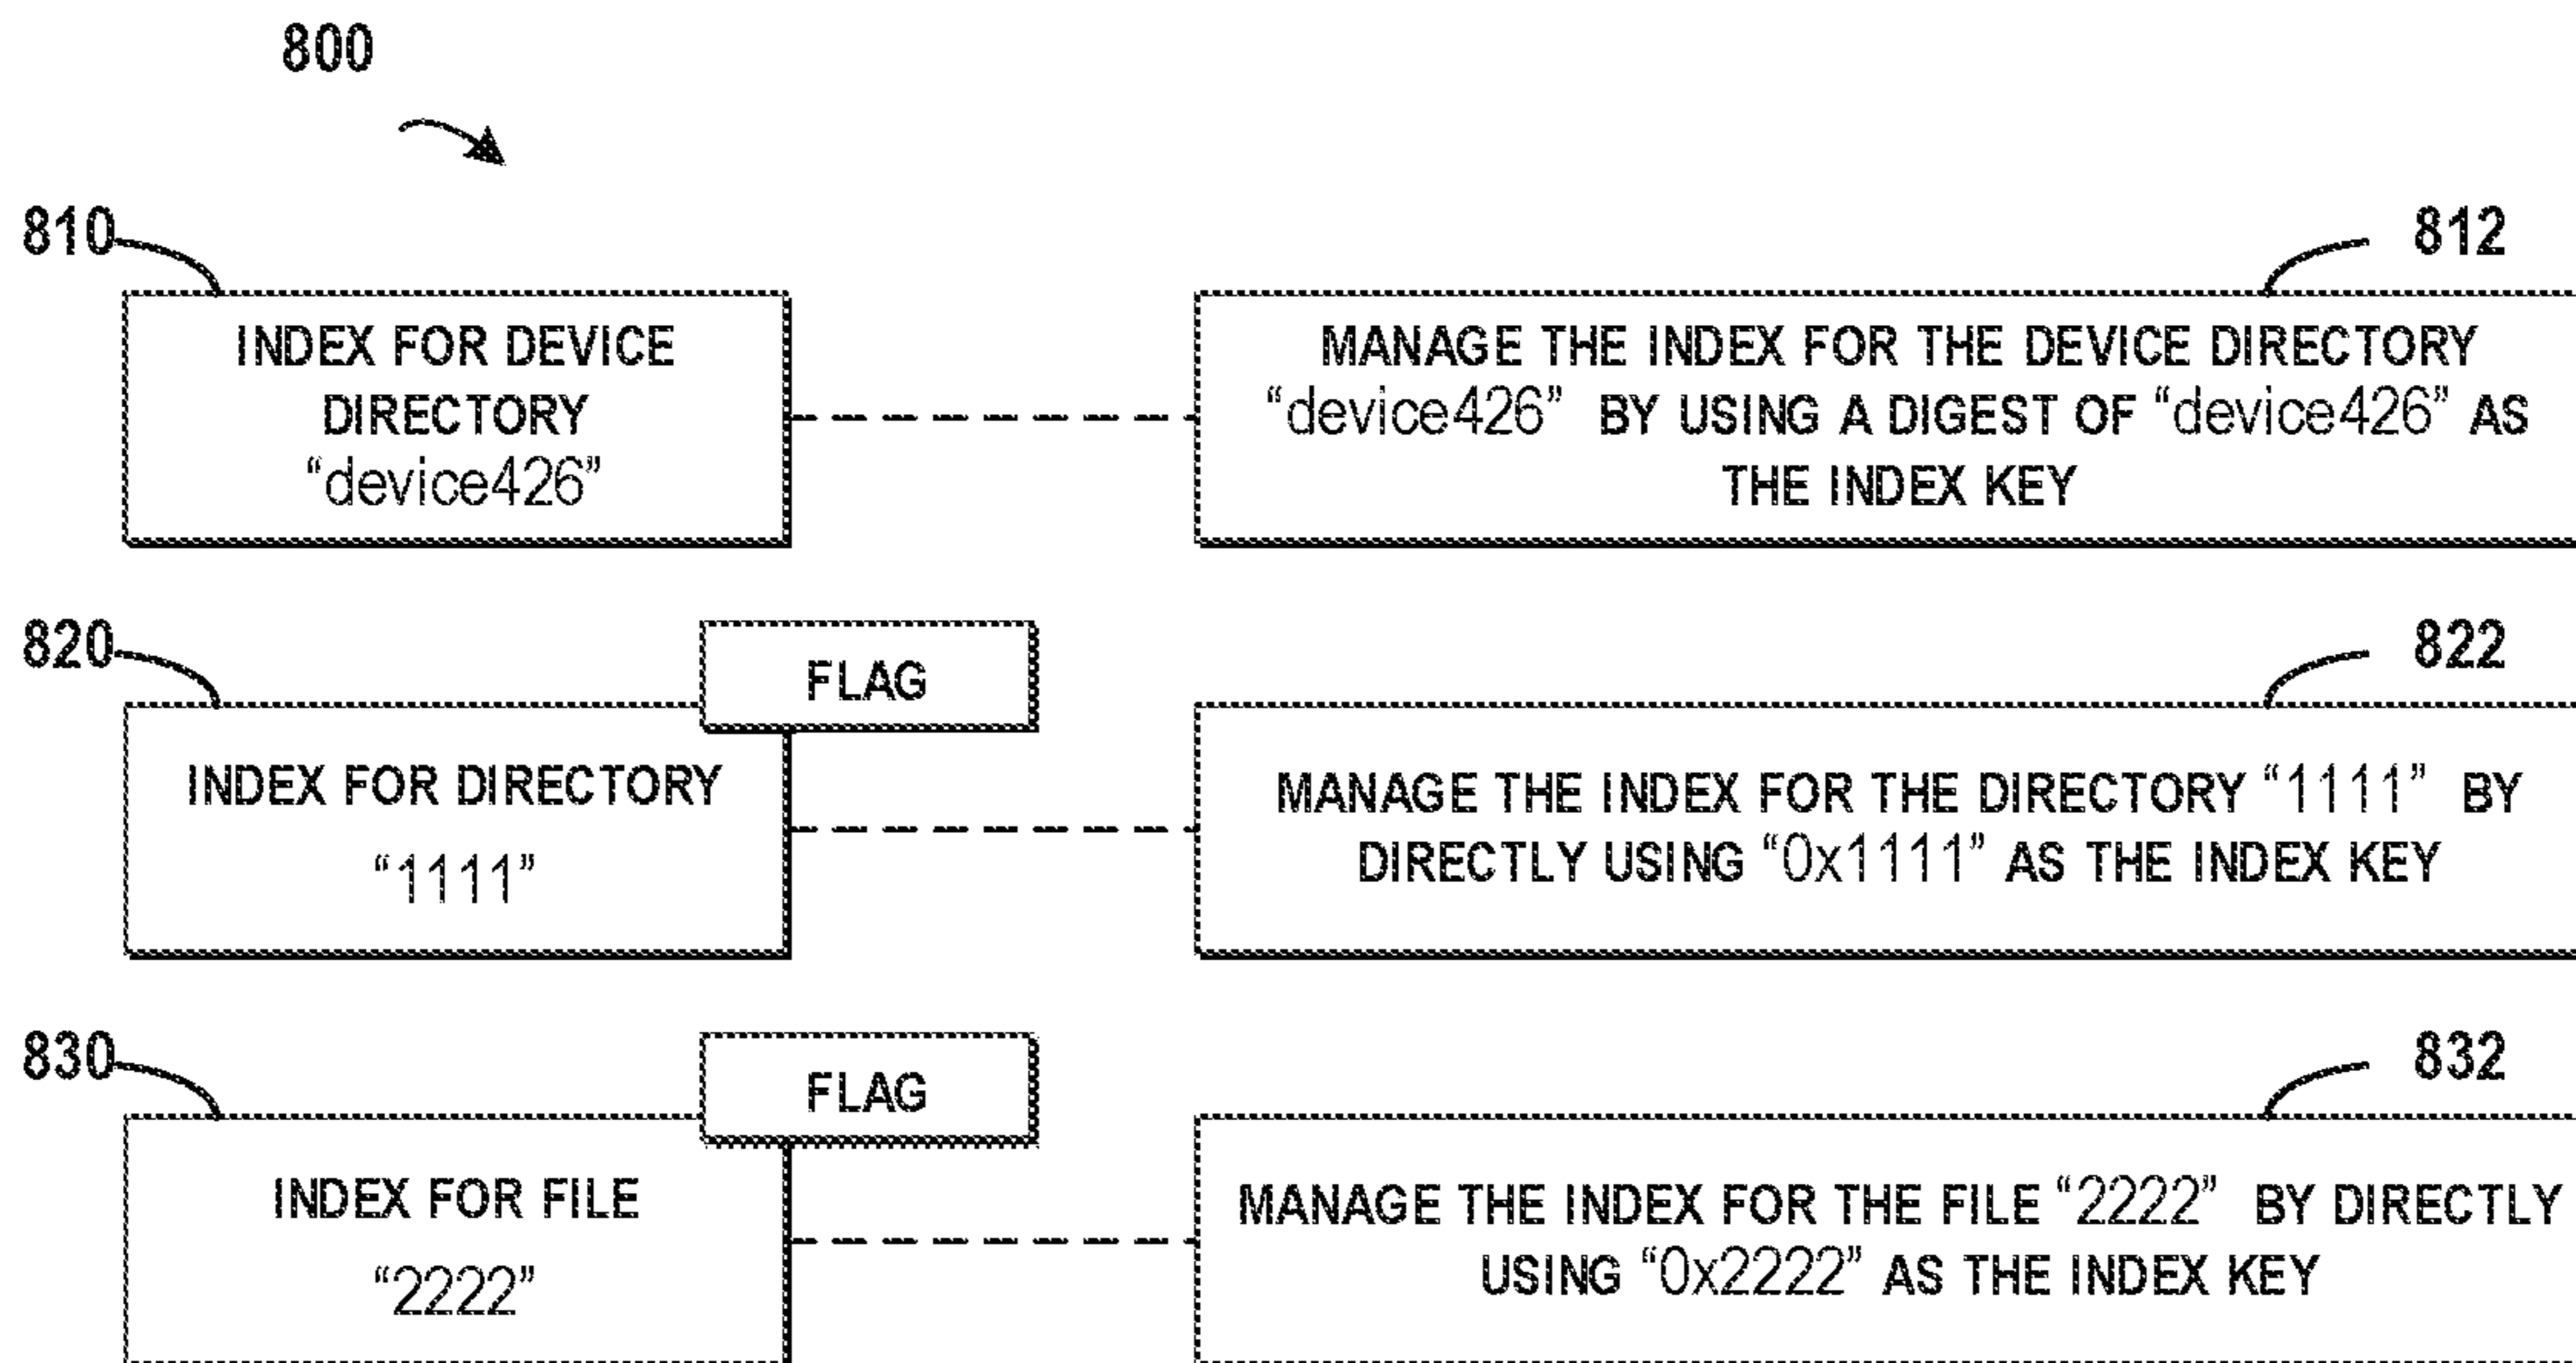 800
810
812
INDEX FOR DEVICE
DIRECTORY
“device426”
MANAGE THE INDEX FOR THE DEVICE DIRECTORY
“device426” BY USING A DIGEST OF “device426” AS
THE INDEX KEY
820
822
FLAG
INDEX FOR DIRECTORY
“1111”
MANAGE THE INDEX FOR THE DIRECTORY “1111” BY
DIRECTLY USING “0x1111” AS THE INDEX KEY
830
832
FLAG
INDEX FOR FILE
“2222”
MANAGE THE INDEX FOR THE FILE “2222” BY DIRECTLY
USING “0x2222” AS THE INDEX KEY